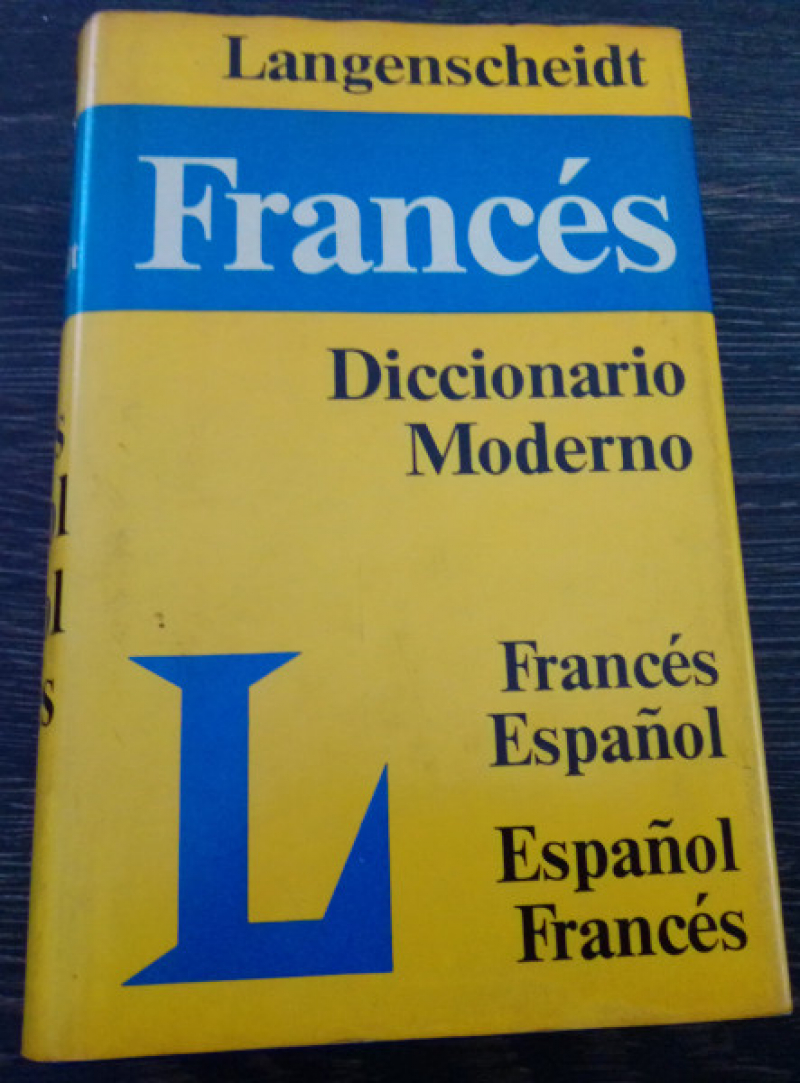 Langenscheidt
Francés
Diccionario
Moderno
Francés
Español
Español
Francés
L